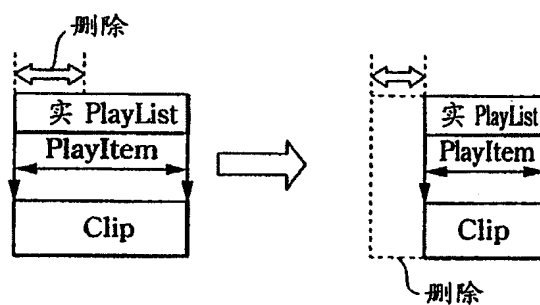 删除
实 PlayList
PlayItem
Clip
实 PlayList
PlayItem
Clip
删除